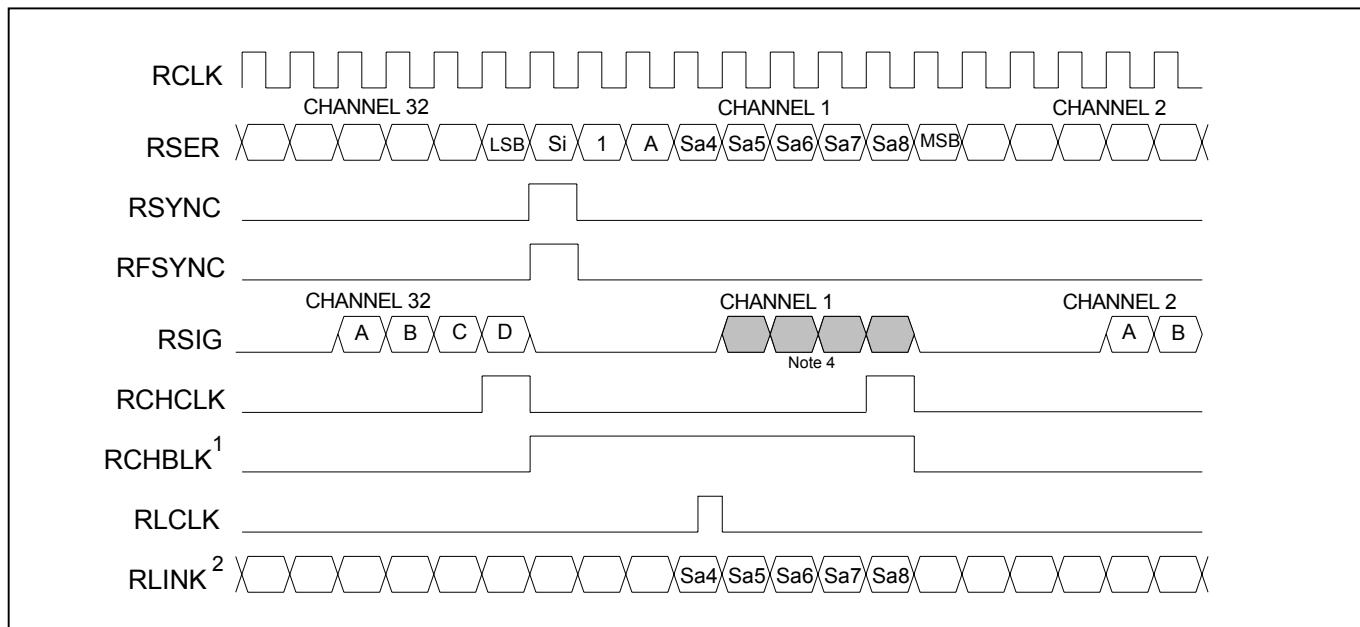 RCLK
CHANNEL 32 CHANNEL 1 CHANNEL 2
RSER LSB Si 1 A Sa4 Sa5 Sa6 Sa7 Sa8 MSB
RSYNC
RFSYNC
CHANNEL 32 CHANNEL 1 CHANNEL 2
RSIG A B C D A B
Note 4
RCHCLK
RCHBLK1
RLCLK
RLINK2 Sa4 Sa5 Sa6 Sa7 Sa8